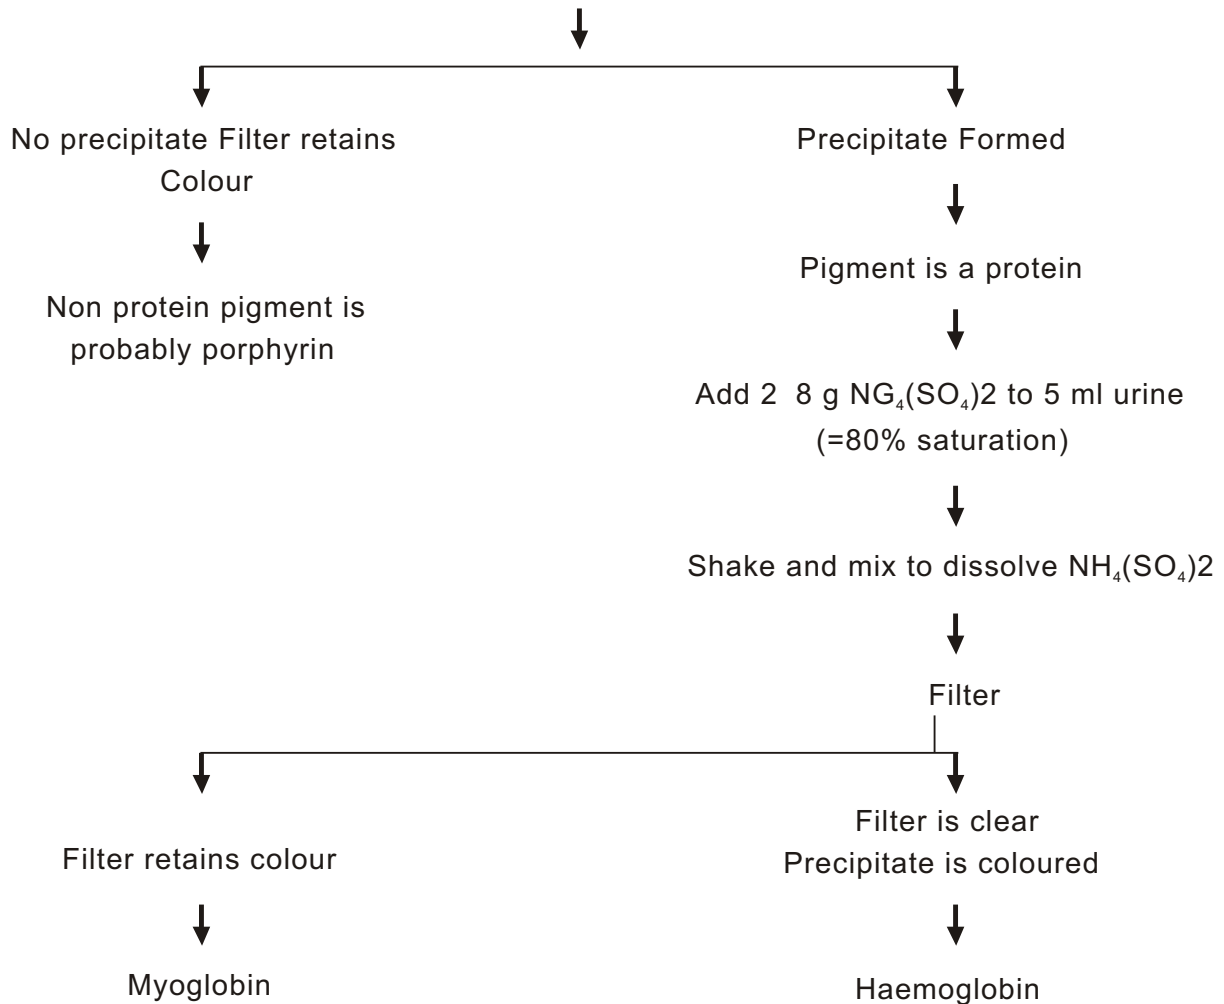 No precipitate Filter retains
Colour
Non protein pigment is
probably porphyrin
Precipitate Formed
Pigment is a protein
Add 2 8 g NG₄(SO₄)2 to 5 ml urine
(=80% saturation)
Shake and mix to dissolve NH₄(SO₄)2
Filter
Filter retains colour
Myoglobin
Filter is clear
Precipitate is coloured
Haemoglobin